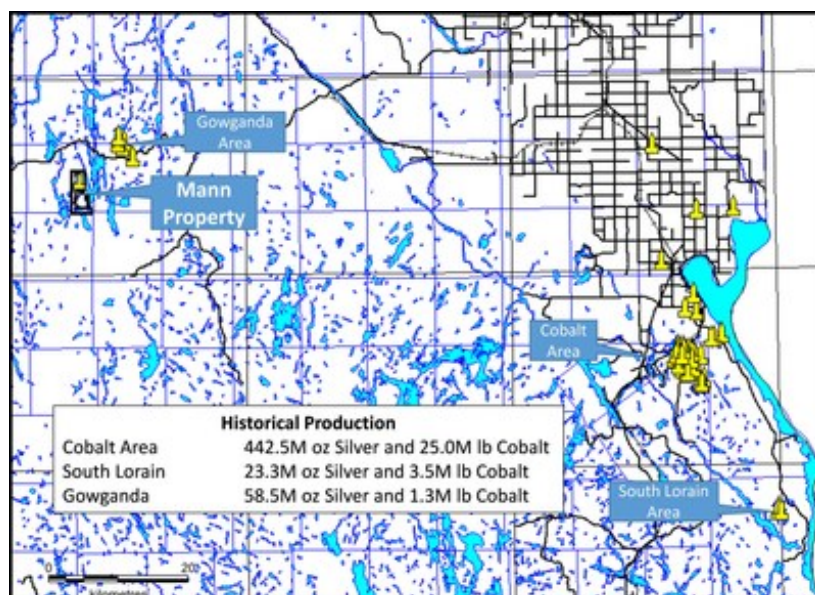 Gowganda
Area
Mann
Property
Cobalt
Area
Historical Production
Cobalt Area 442.5M oz Silver and 25.0M lb Cobalt
South Lorain 23.3M oz Silver and 3.5M lb Cobalt
Gowganda 58.5M oz Silver and 1.3M lb Cobalt
South Lorain
Area
0 20
kilometres